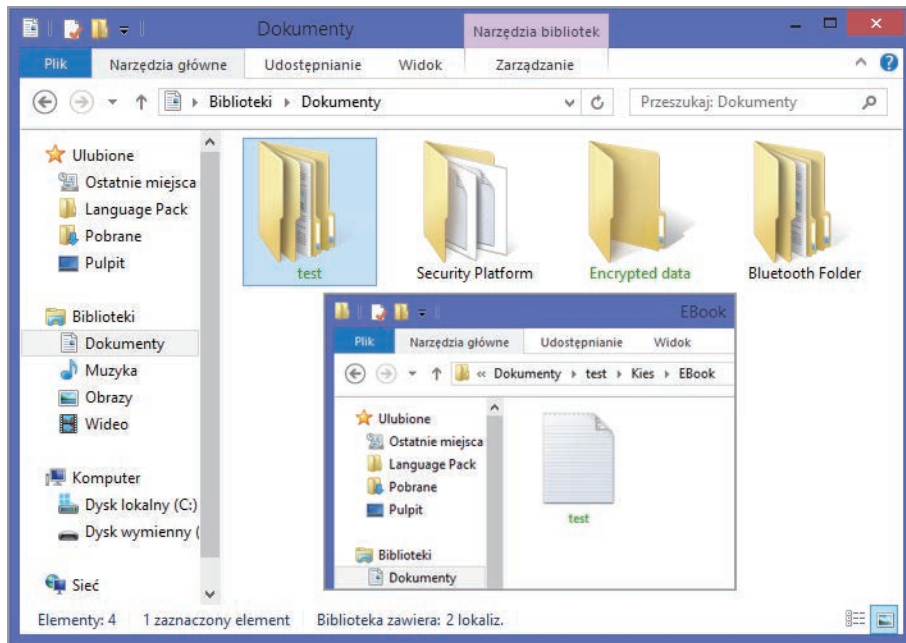 Dokumenty
Narzędzia bibliotek
Plik Narzędzia główne Udostępnianie Widok Zarządzanie
Biblioteki Dokumenty
Przeszukaj: Dokumenty
Ulubione
Ostatnie miejsca
Language Pack
Pobrane
Pulpit
Biblioteki
Dokumenty
Muzyka
Obrazy
Wideo
Komputer
Dysk lokalny (C:)
Dysk wymienny (
Sieć
test
Security Platform
Encrypted data
Bluetooth Folder
EBook
Plik Narzędzia główne Udostępnianie Widok
« Dokumenty test Kies EBook
Ulubione
Ostatnie miejsca
Language Pack
Pobrane
Pulpit
Biblioteki
Dokumenty
test
Elementy: 4 1 zaznaczony element Biblioteka zawiera: 2 lokaliz.